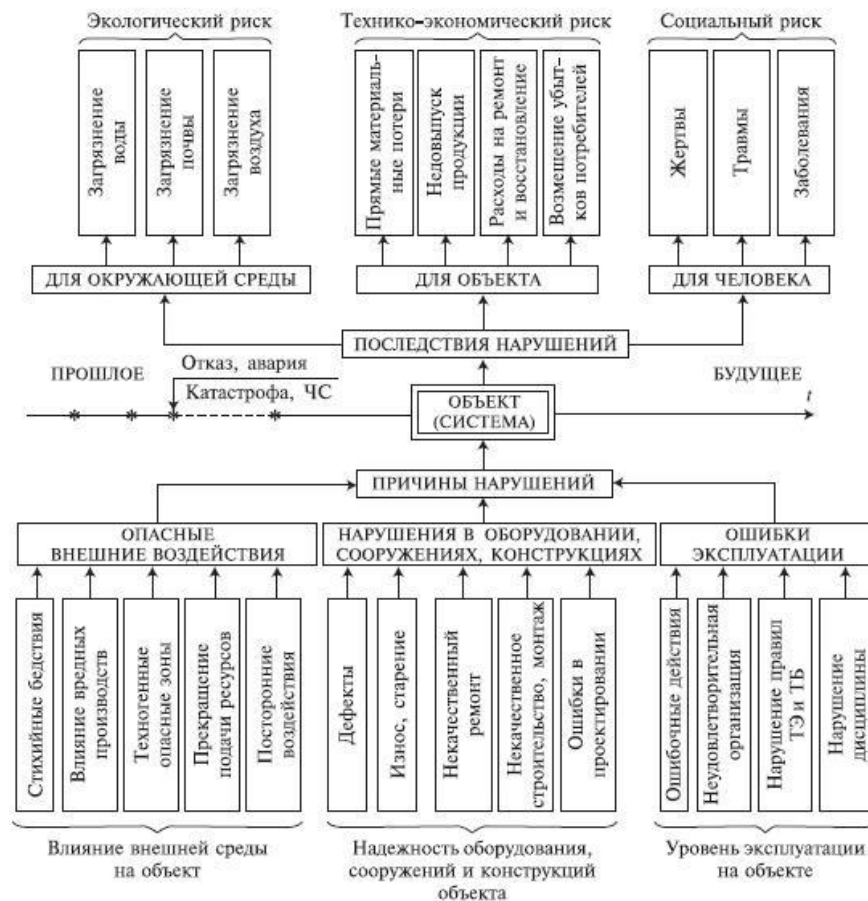 Экологический риск
Технико-экономический риск
Социальный риск
Загрязнение
воды
Загрязнение
почвы
Загрязнение
воздуха
Прямые материаль-
ные потери
Недовыпуск
продукции
Расходы на ремонт
и восстановление
Возмещение убыт-
ков потребителей
Жертвы
Травмы
Заболевания
ДЛЯ ОКРУЖАЮЩЕЙ СРЕДЫ
ДЛЯ ОБЪЕКТА
ДЛЯ ЧЕЛОВЕКА
ПОСЛЕДСТВИЯ НАРУШЕНИЙ
ПРОШЛОЕ
Отказ, авария
Катастрофа, ЧС
ОБЪЕКТ
(СИСТЕМА)
БУДУЩЕЕ
t
ПРИЧИНЫ НАРУШЕНИЙ
ОПАСНЫЕ
ВНЕШНИЕ ВОЗДЕЙСТВИЯ
НАРУШЕНИЯ В ОБОРУДОВАНИИ,
СООРУЖЕНИЯХ, КОНСТРУКЦИЯХ
ОШИБКИ
ЭКСПЛУАТАЦИИ
Стихийные бедствия
Влияние вредных
производств
Техногенные
опасные зоны
Прекращение
подачи ресурсов
Посторонние
воздействия
Дефекты
Износ, старение
Некачественный
ремонт
Некачественное
строительство, монтаж
Ошибки в
проектировании
Ошибочные действия
Неудовлетворительная
организация
Нарушение правил
ТЭ и ТБ
Нарушение
дисциплины
Влияние внешней среды
на объект
Надежность оборудования,
сооружений и конструкций
объекта
Уровень эксплуатации
на объекте